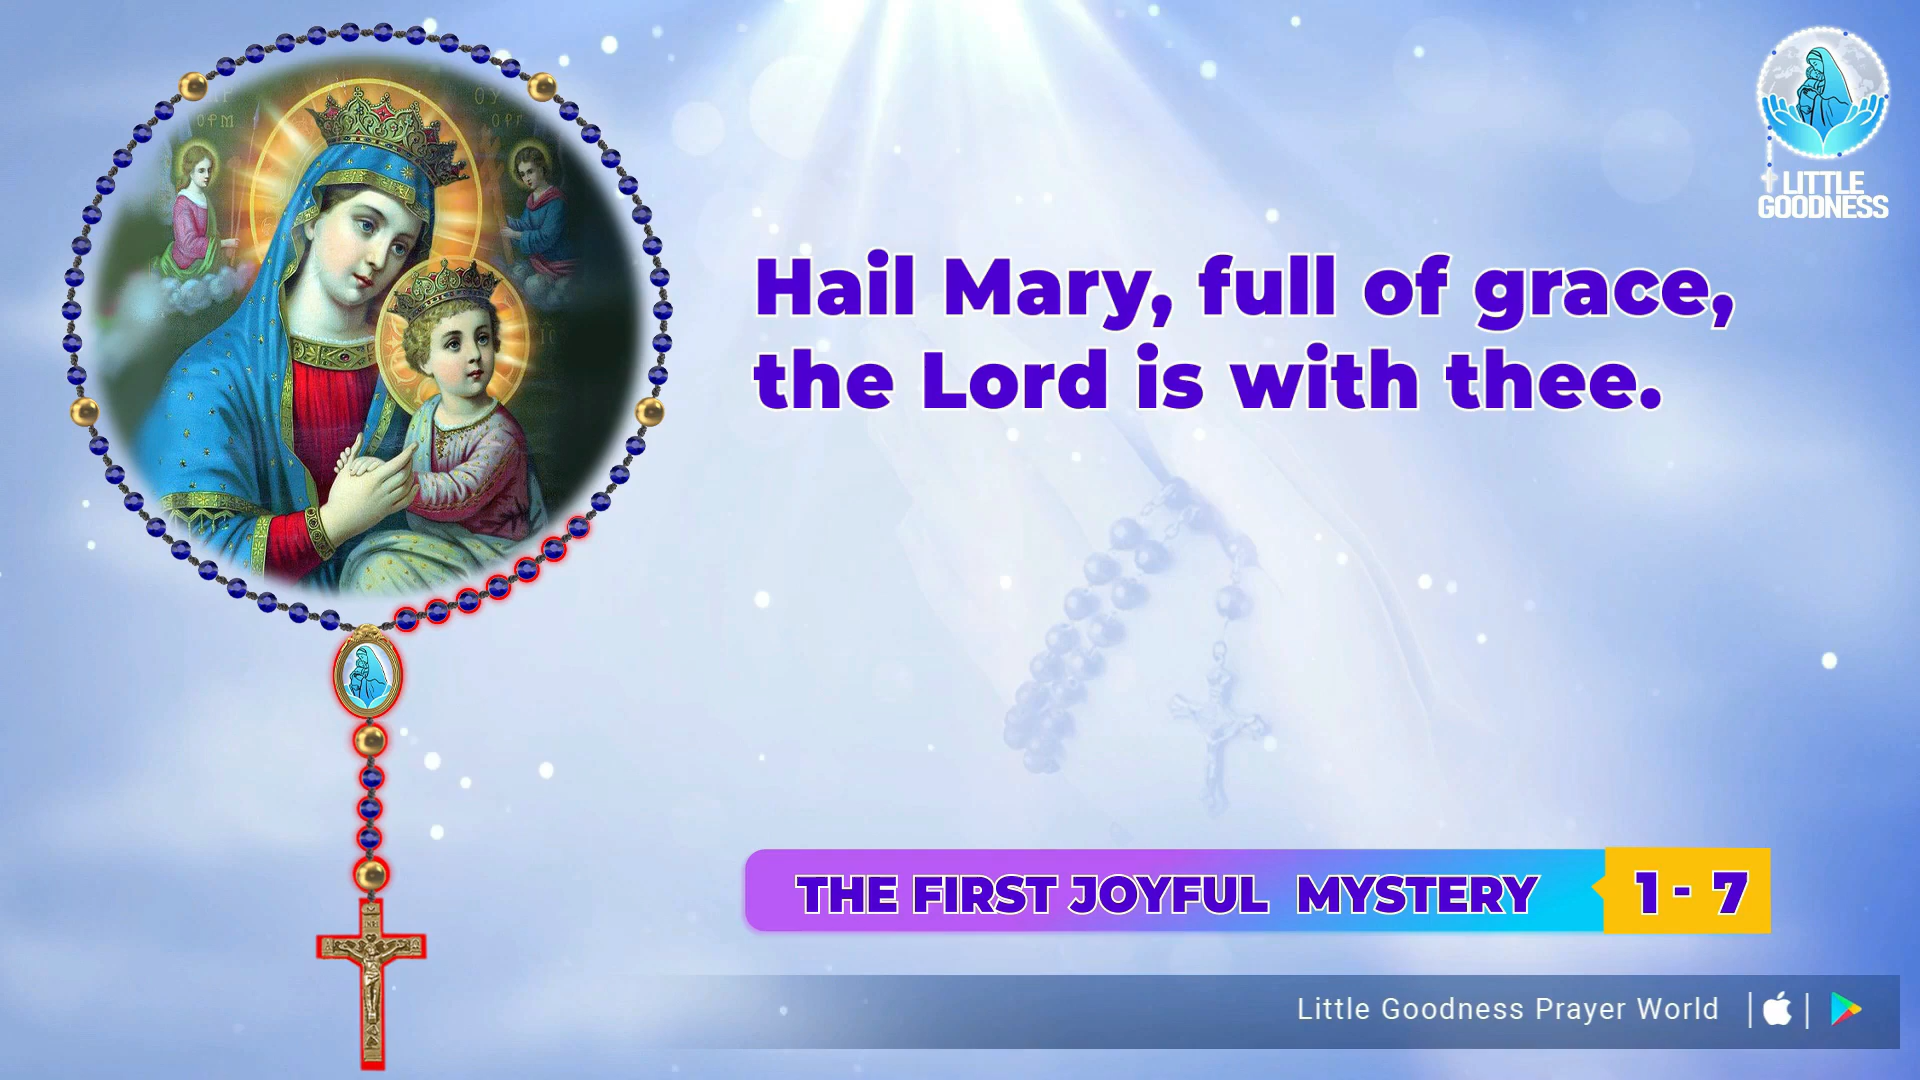 LITTLE
GOODNESS
Hail Mary, full of grace,
the Lord is with thee.
THE FIRST JOYFUL MYSTERY 1 - 7
Little Goodness Prayer World